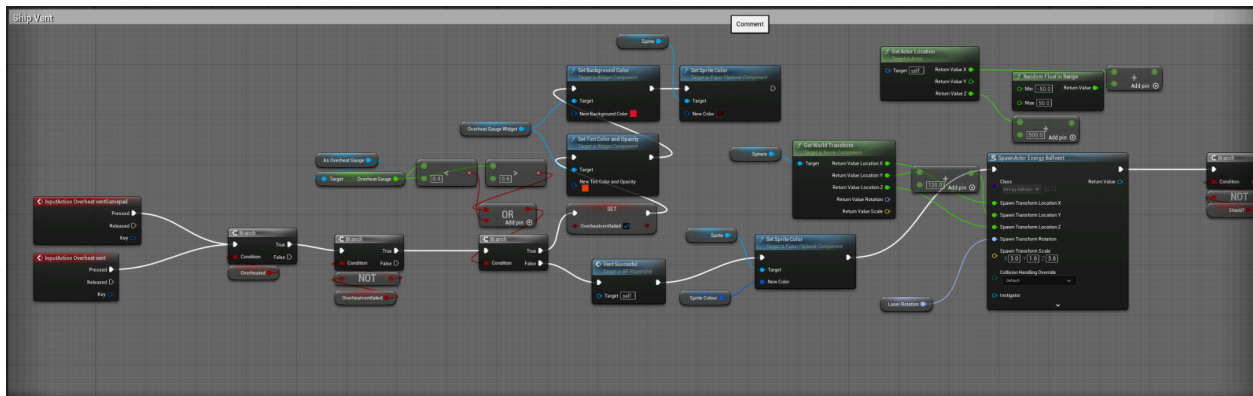 Ship Vent
Comment
InputAction OverheatventGamepad
Pressed
Released
Key
InputAction Overheatvent
Pressed
Released
Key
Branch
True
Condition
False
Overheated
Branch
True
Condition
False
NOT
Overheatventfailed
As Overheat Gauge
Target
Overheat Gauge
<
0.4
>
0.6
OR
Add pin
Branch
True
Condition
False
Overheat Gauge Widget
Sprite
Set Background Color
Target is Widget Component
Target
New Background Color
Set Sprite Color
Target is Paper Flipbook Component
Target
New Color
Set Tint Color and Opacity
Target is Widget Component
Target
New Tint Color and Opacity
SET
Overheatventfailed
Vent Succesful
Target is BP Playership
Target
self
Sprite
Sprite Colour
Set Sprite Color
Target is Paper Flipbook Component
Target
New Color
Sphere
Get World Transform
Target is Scene Component
Target
Return Value Location X
Return Value Location Y
Return Value Location Z
Return Value Rotation
Return Value Scale
+
120.0
Add pin
Get Actor Location
Target is Actor
Target
self
Return Value X
Return Value Y
Return Value Z
Random Float in Range
Min
-50.0
Return Value
Max
50.0
+
Add pin
+
500.0
Add pin
Laser Rotation
SpawnActor Energy Ballvent
Class
Return Value
Energy Ballvent
Spawn Transform Location X
Spawn Transform Location Y
Spawn Transform Location Z
Spawn Transform Rotation
Spawn Transform Scale
X 3.0 Y 1.0 Z 3.0
Collision Handling Override
Default
Instigator
Branch
Condition
NOT
Shield1